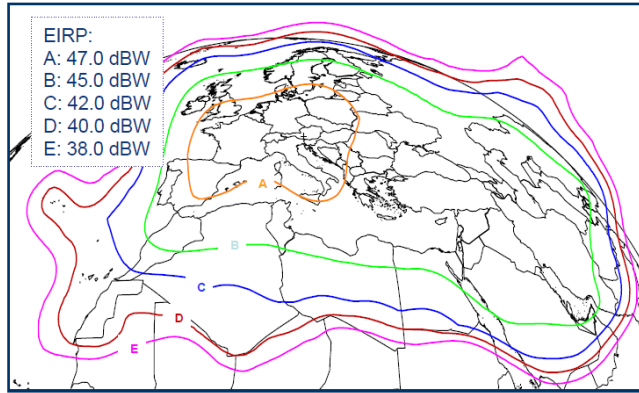 EIRP:
A: 47.0 dBW
B: 45.0 dBW
C: 42.0 dBW
D: 40.0 dBW
E: 38.0 dBW
A
B
C
D
E